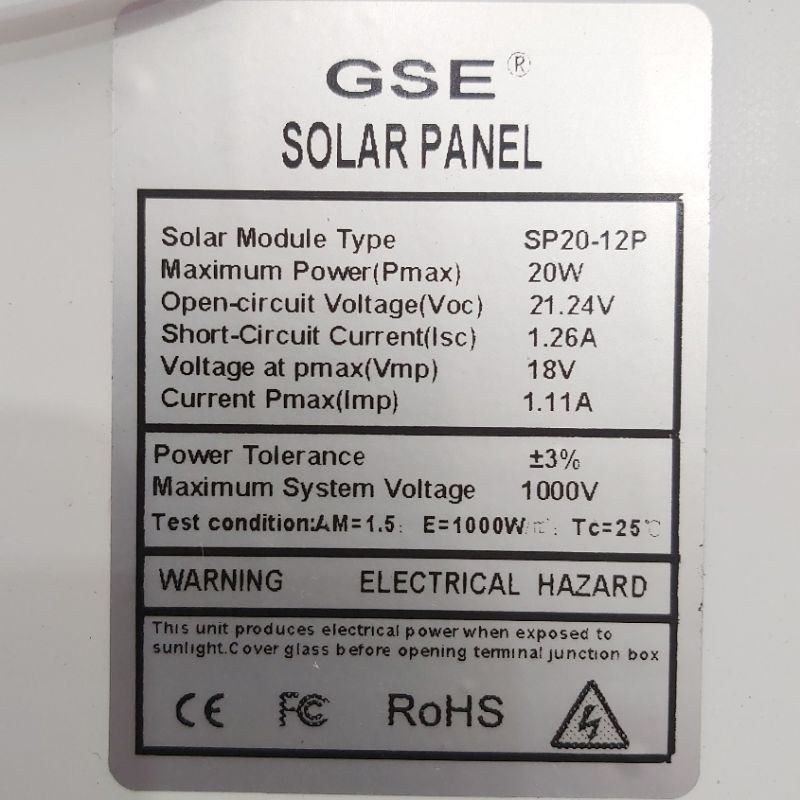 GSE ®
SOLAR PANEL
Solar Module Type SP20-12P
Maximum Power(Pmax) 20W
Open-circuit Voltage(Voc) 21.24V
Short-Circuit Current(Isc) 1.26A
Voltage at pmax(Vmp) 18V
Current Pmax(Imp) 1.11A
Power Tolerance ±3%
Maximum System Voltage 1000V
Test condition:AM=1.5; E=1000W/㎡; Tc=25℃
WARNING ELECTRICAL HAZARD
This unit produces electrical power when exposed to
sunlight.Cover glass before opening terminal junction box
CE FC RoHS